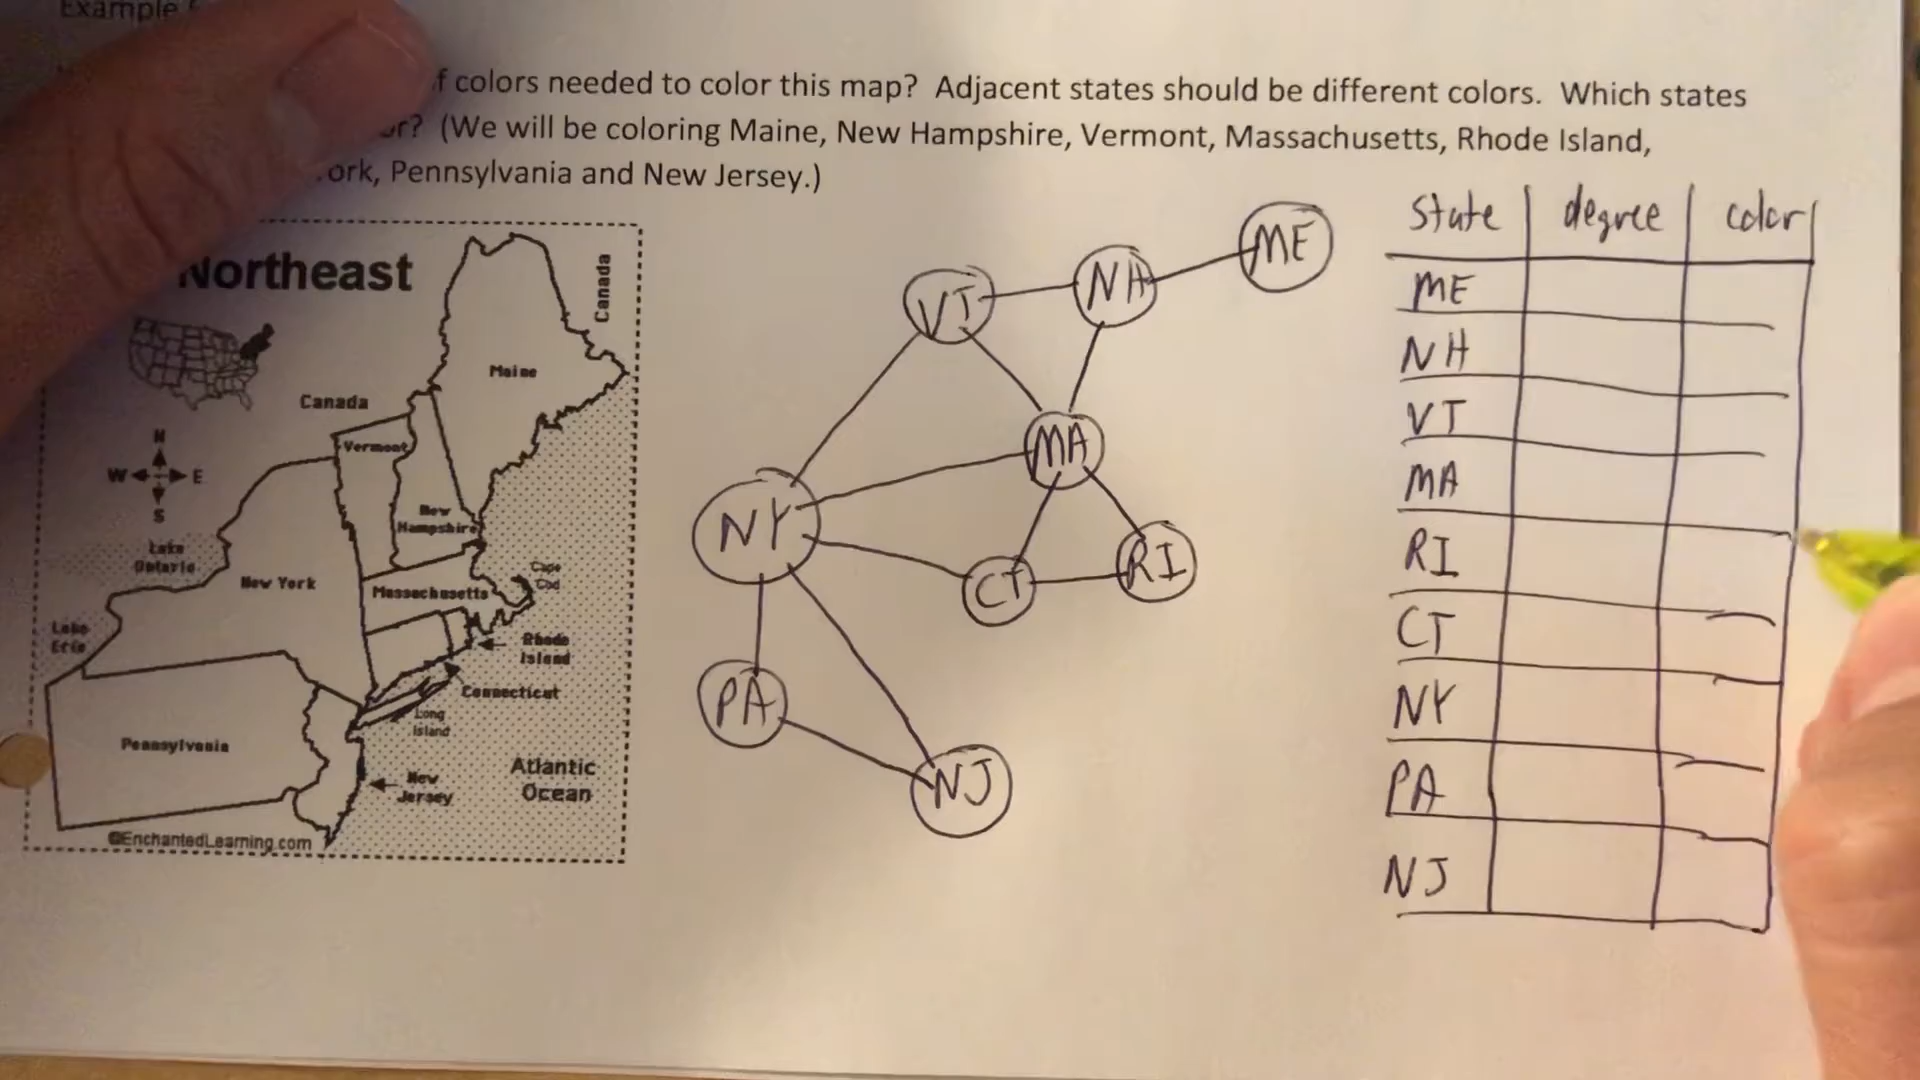 Example
f colors needed to color this map? Adjacent states should be different colors. Which states
or? (We will be coloring Maine, New Hampshire, Vermont, Massachusetts, Rhode Island,
ork, Pennsylvania and New Jersey.)
Northeast
Canada
Maine
Canada
Vermont
N
W E
S
New
Hampshire
Lake
Ontario
New York
Massachusetts
Cape
Cod
Lake
Erie
Rhode
Island
Connecticut
Long
Island
Pennsylvania
New
Jersey
Atlantic
Ocean
©EnchantedLearning.com
ME
NH
VT
MA
NY
RI
CT
PA
NJ
State degree color
ME
NH
VT
MA
RI
CT
NY
PA
NJ